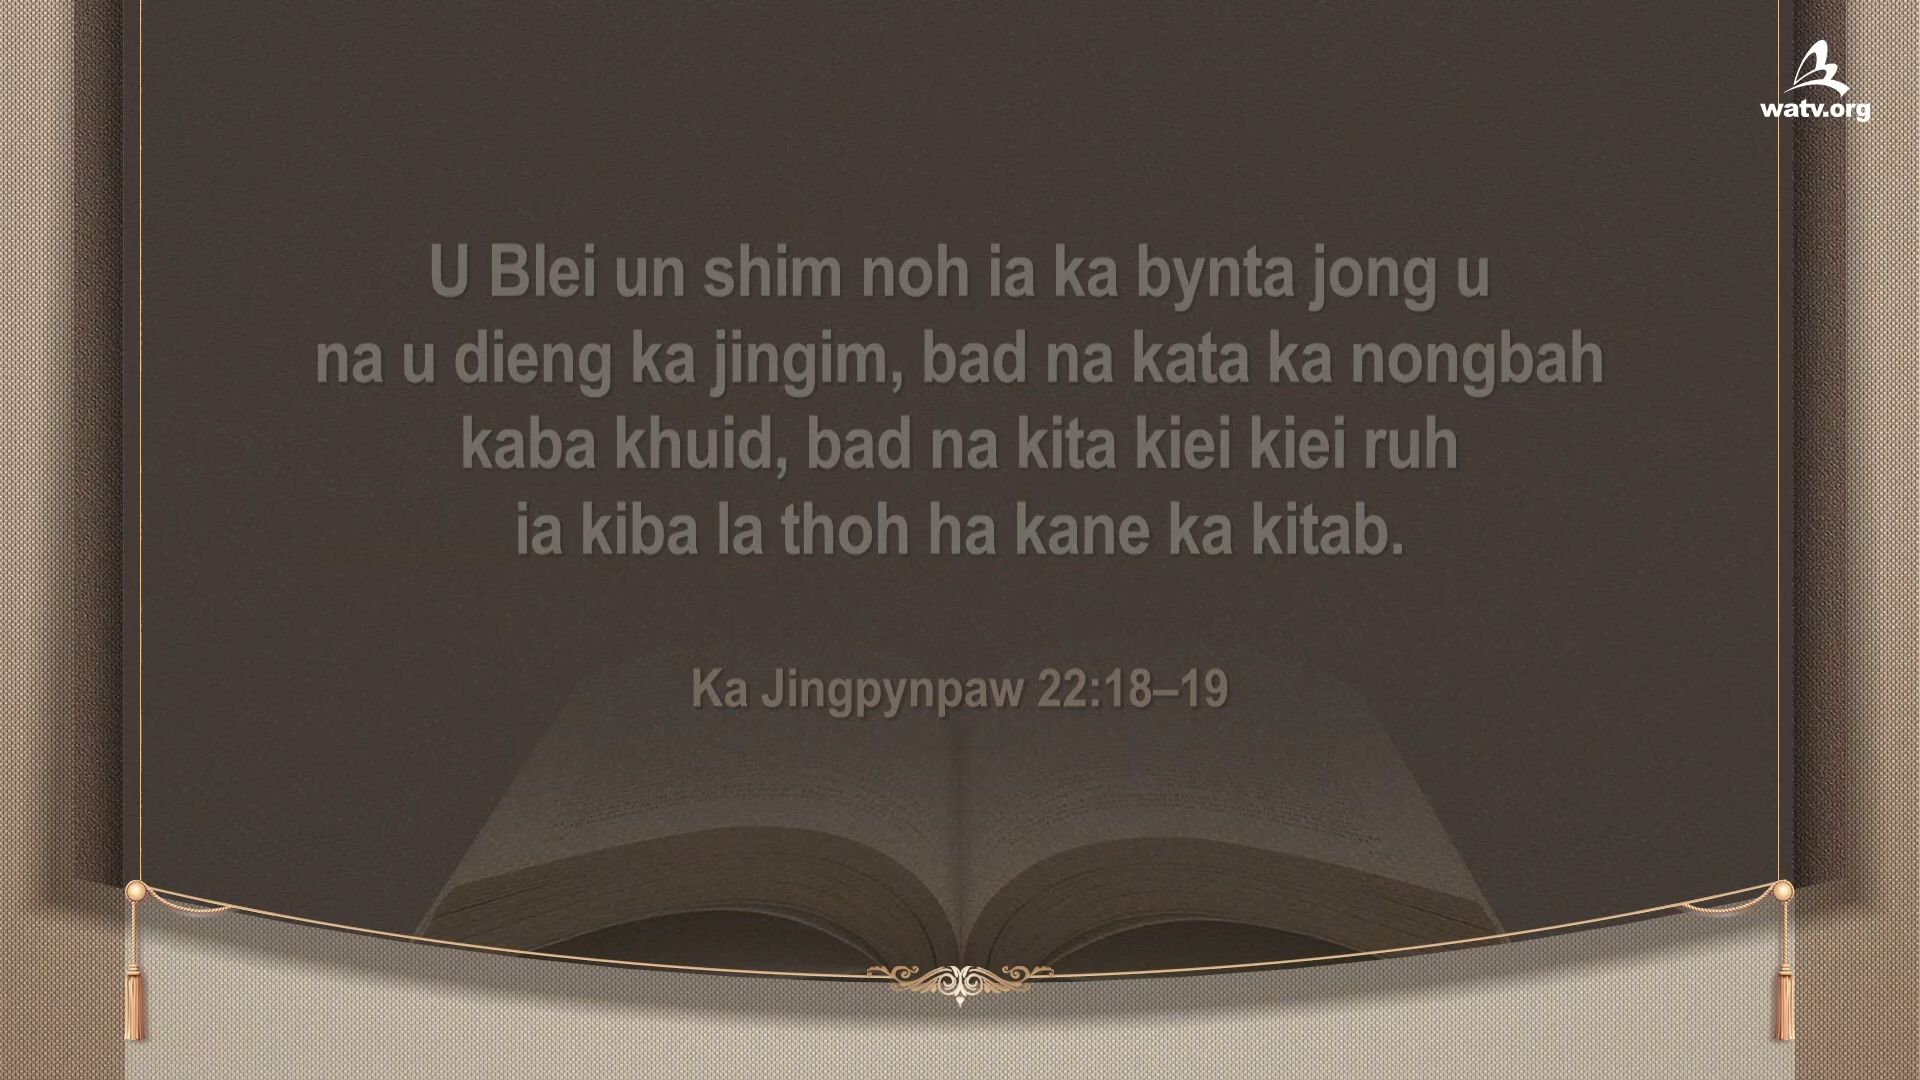 watv.org
U Blei un shim noh ia ka bynta jong u
na u dieng ka jingim, bad na kata ka nongbah
kaba khuid, bad na kita kiei kiei ruh
ia kiba la thoh ha kane ka kitab.
Ka Jingpynpaw 22:18–19